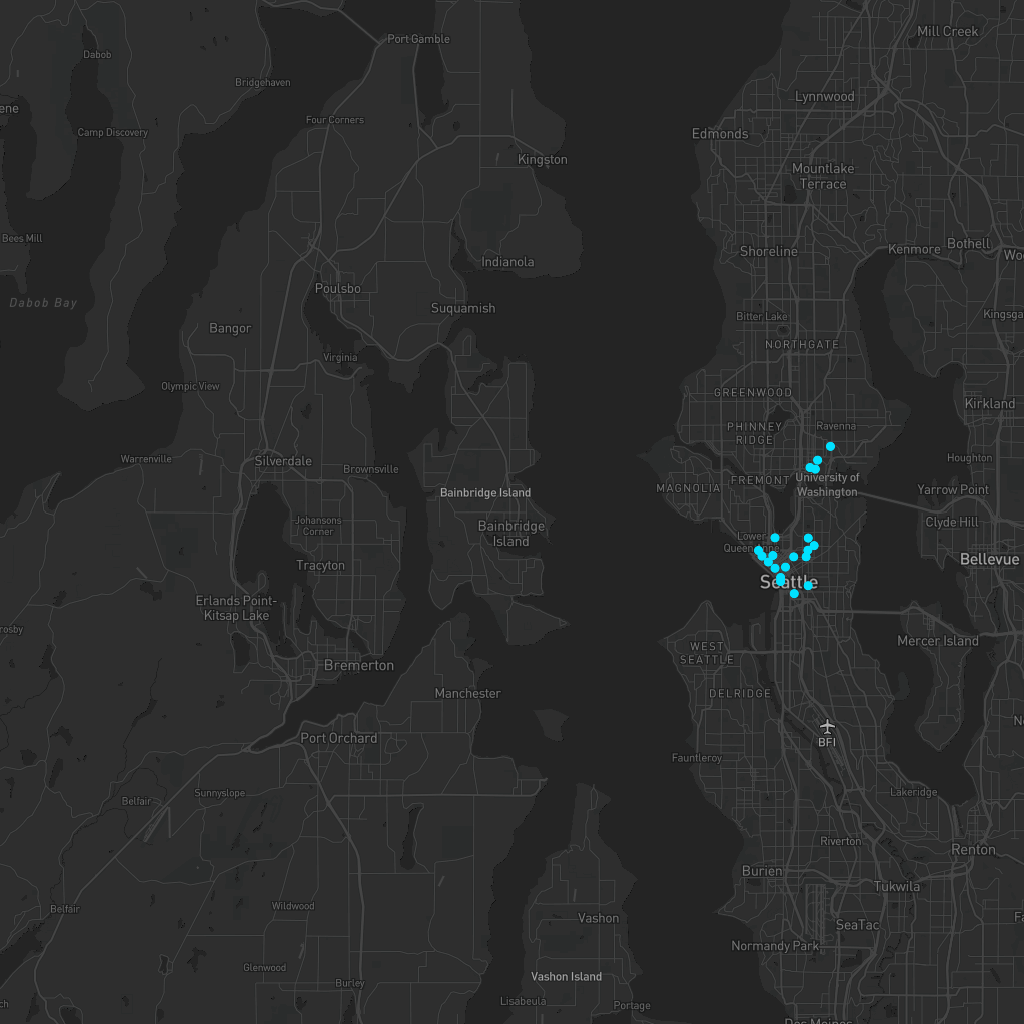 Mill Creek
Port Gamble
Dabob
Bridgehaven
Lynnwood
ene
Four Corners
Camp Discovery
Edmonds
Kingston
Mountlake
Terrace
Bees Mill
Bothell
Kenmore
Shoreline
Woo
Indianola
Poulsbo
Dabob Bay
Suquamish
Bitter Lake
Kingsga
Bangor
NORTHGATE
Virginia
Olympic View
GREENWOOD
Kirkland
PHINNEY
RIDGE
Ravenna
Warrenville
Silverdale
Brownsville
Houghton
FREMONT
University of
Washington
MAGNOLIA
Bainbridge Island
Yarrow Point
Johansons
Corner
Bainbridge
Island
Clyde Hill
Lower
Queen Anne
Bellevue
Tracyton
Seattle
Erlands Point-
Kitsap Lake
rosby
Mercer Island
WEST
SEATTLE
Bremerton
Manchester
DELRIDGE
Port Orchard
BFI
Fauntleroy
Sunnyslope
Lakeridge
Belfair
Riverton
Renton
Burien
Tukwila
Belfair
Wildwood
Vashon
SeaTac
Fa
Normandy Park
Glenwood
Vashon Island
Burley
Lisabeula
Portage
ch
Des Moines